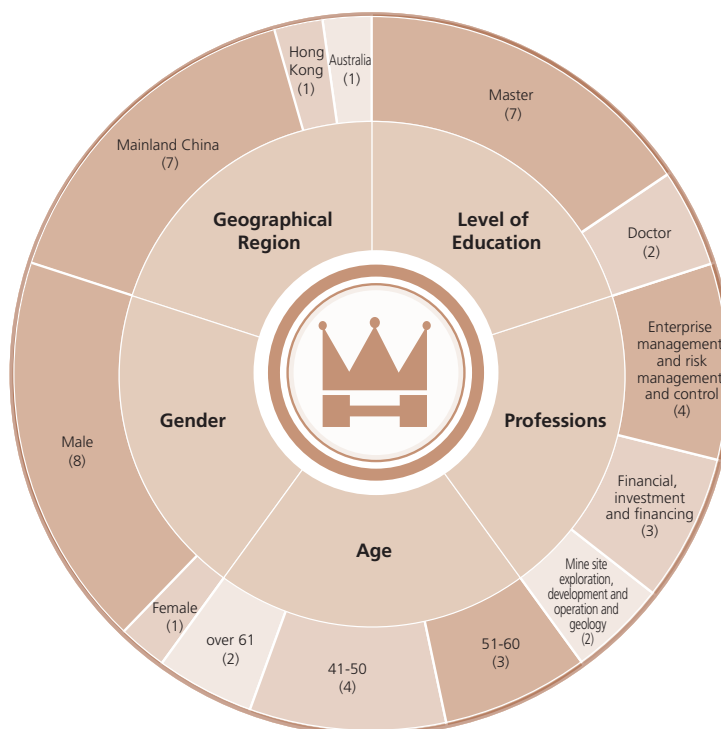 Geographical
Region
Mainland China
(7)
Hong
Kong
(1)
Australia
(1)
Level of
Education
Master
(7)
Doctor
(2)
Professions
Enterprise
management
and risk
management
and control
(4)
Financial,
investment
and financing
(3)
Mine site
exploration,
development and
operation and
geology
(2)
Age
51-60
(3)
41-50
(4)
over 61
(2)
Gender
Female
(1)
Male
(8)